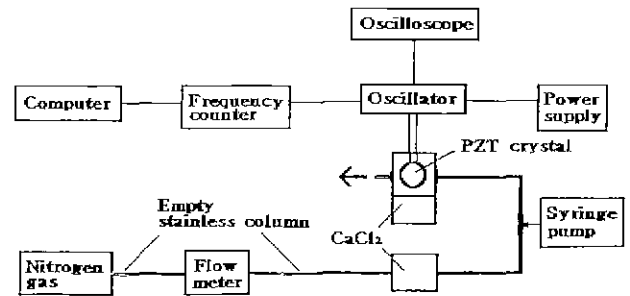 Oscilloscope
Computer
Frequency
counter
Oscillator
Power
supply
PZT crystal
Empty
stainless column
CaCl₂
Syringe
pump
Nitrogen
gas
Flow
meter